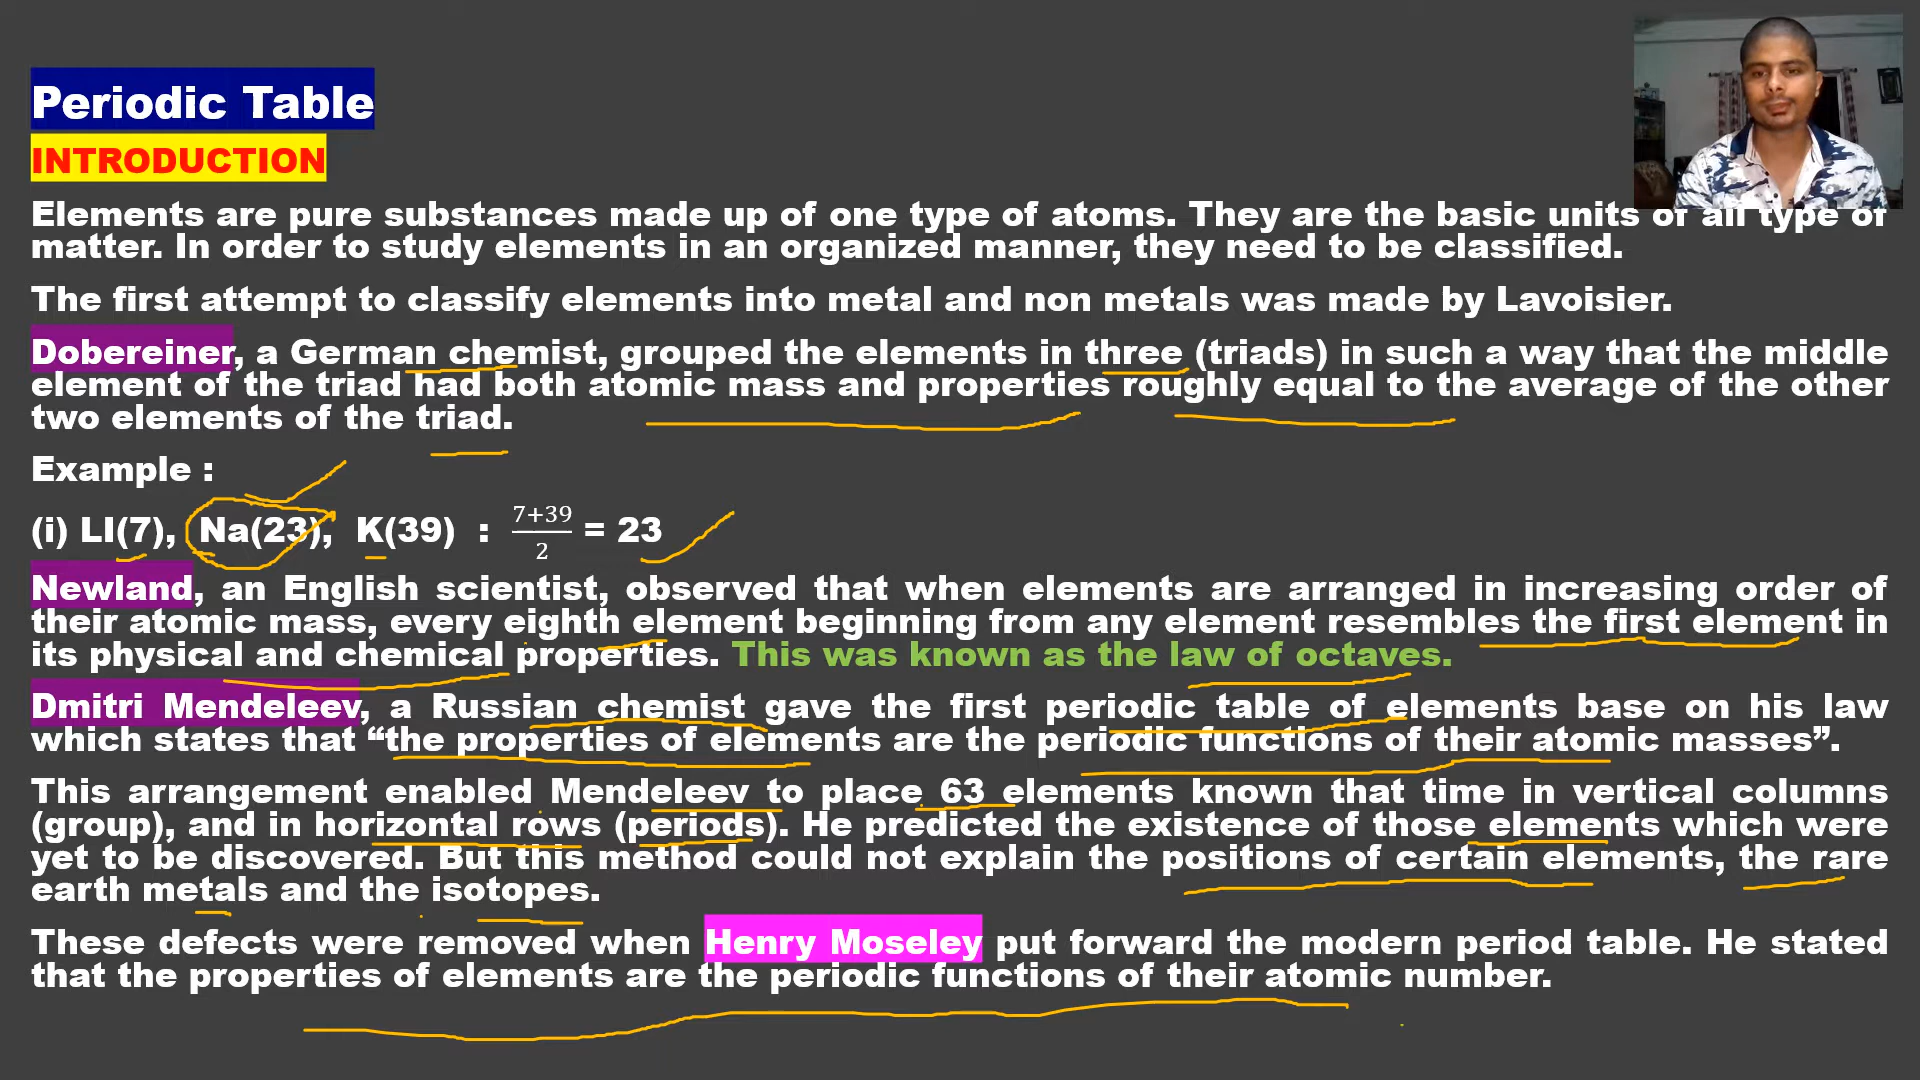 Periodic Table
INTRODUCTION
Elements are pure substances made up of one type of atoms. They are the basic units of all type of
matter. In order to study elements in an organized manner, they need to be classified.
The first attempt to classify elements into metal and non metals was made by Lavoisier.
Dobereiner, a German chemist, grouped the elements in three (triads) in such a way that the middle
element of the triad had both atomic mass and properties roughly equal to the average of the other
two elements of the triad.
Example :
(i) LI(7), Na(23), K(39) : \frac{7+39}{2} = 23
Newland, an English scientist, observed that when elements are arranged in increasing order of
their atomic mass, every eighth element beginning from any element resembles the first element in
its physical and chemical properties. This was known as the law of octaves.
Dmitri Mendeleev, a Russian chemist gave the first periodic table of elements base on his law
which states that “the properties of elements are the periodic functions of their atomic masses”.
This arrangement enabled Mendeleev to place 63 elements known that time in vertical columns
(group), and in horizontal rows (periods). He predicted the existence of those elements which were
yet to be discovered. But this method could not explain the positions of certain elements, the rare
earth metals and the isotopes.
These defects were removed when Henry Moseley put forward the modern period table. He stated
that the properties of elements are the periodic functions of their atomic number.